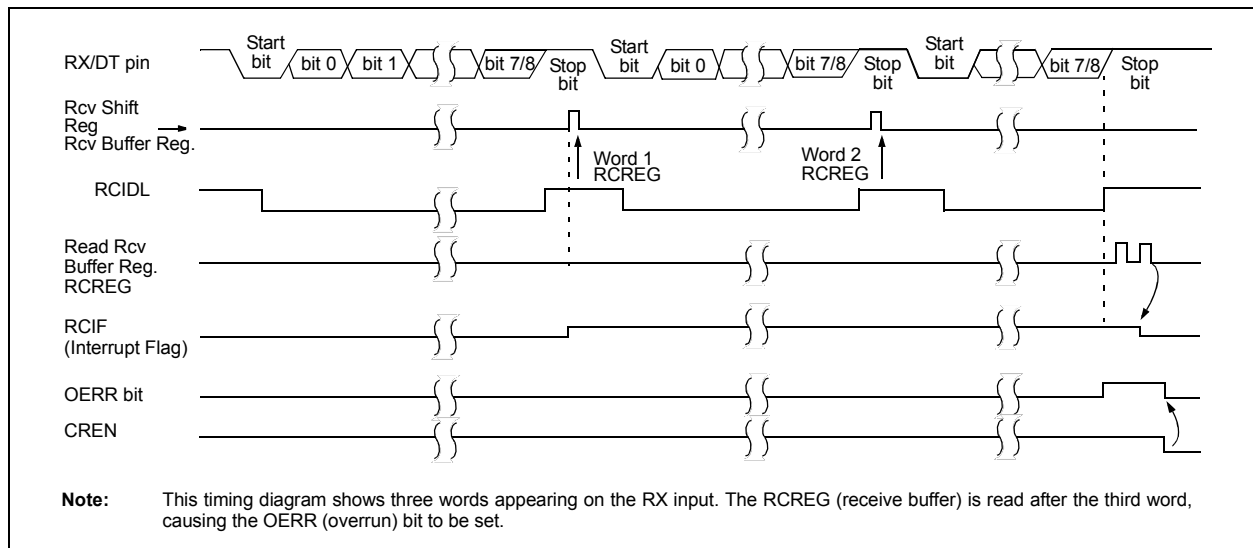 RX/DT pin
Start bit
bit 0
bit 1
bit 7/8
Stop bit
Start bit
bit 0
bit 7/8
Stop bit
Start bit
bit 7/8
Stop bit
Rcv Shift
Reg
Rcv Buffer Reg.
Word 1
RCREG
Word 2
RCREG
RCIDL
Read Rcv
Buffer Reg.
RCREG
RCIF
(Interrupt Flag)
OERR bit
CREN
Note: This timing diagram shows three words appearing on the RX input. The RCREG (receive buffer) is read after the third word,
causing the OERR (overrun) bit to be set.